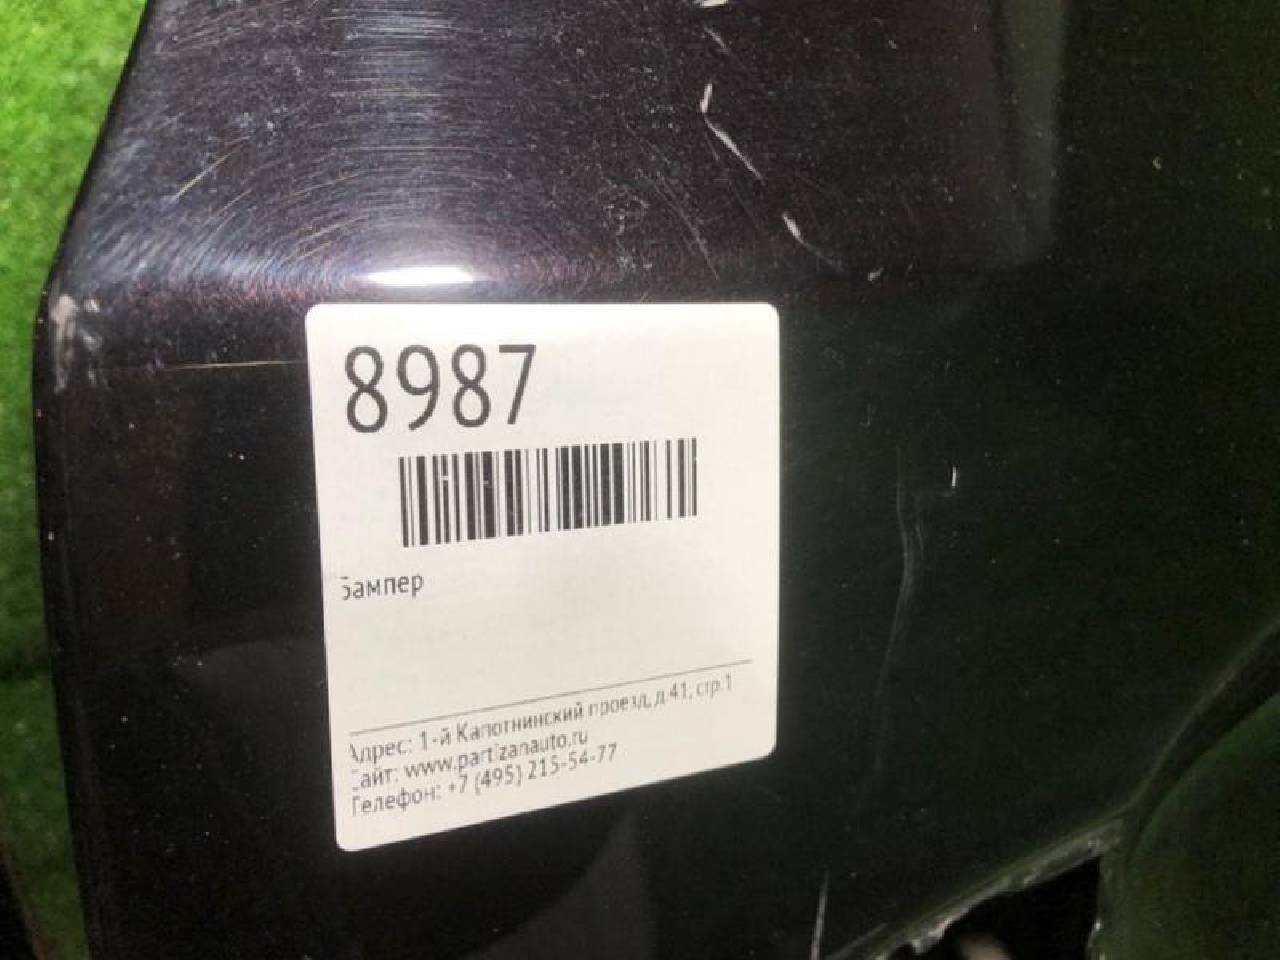 8987
Бампер
Адрес: 1-й Капотнинский проезд, д.41, стр.1
Сайт: www.partizanauto.ru
Телефон: +7 (495) 215-54-77